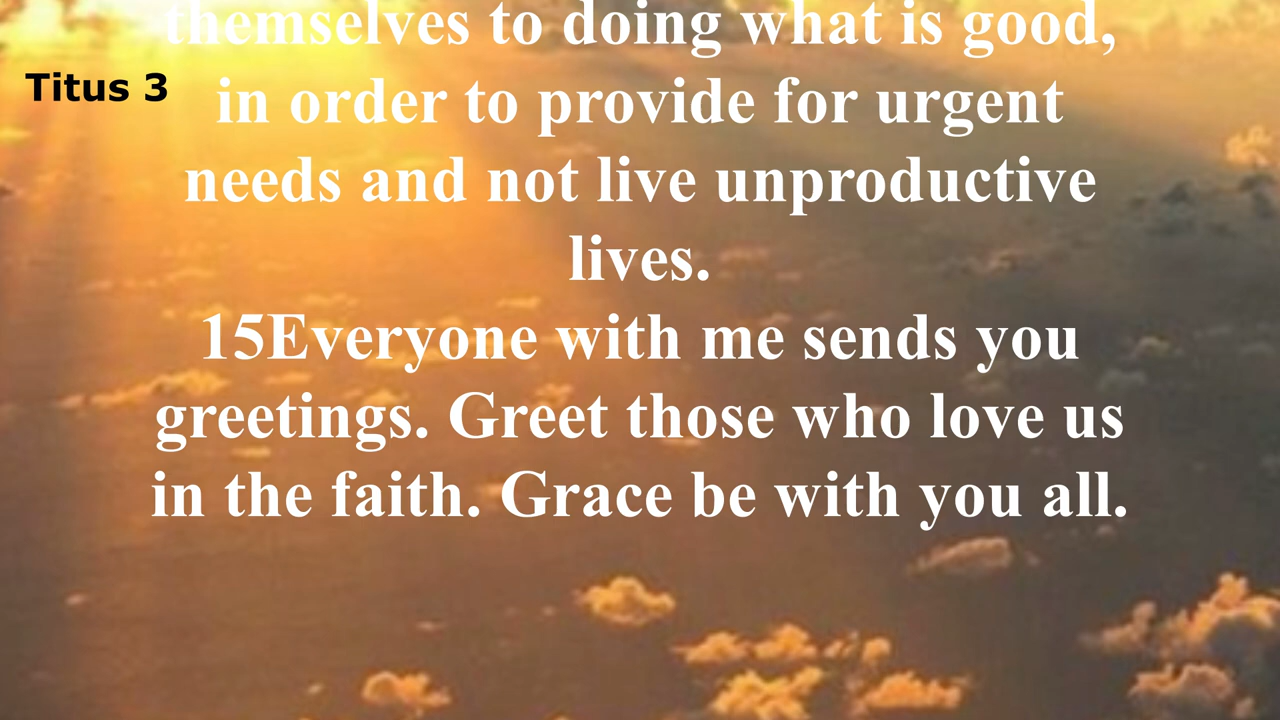 themselves to doing what is good,
Titus 3
in order to provide for urgent
needs and not live unproductive
lives.
15Everyone with me sends you
greetings. Greet those who love us
in the faith. Grace be with you all.